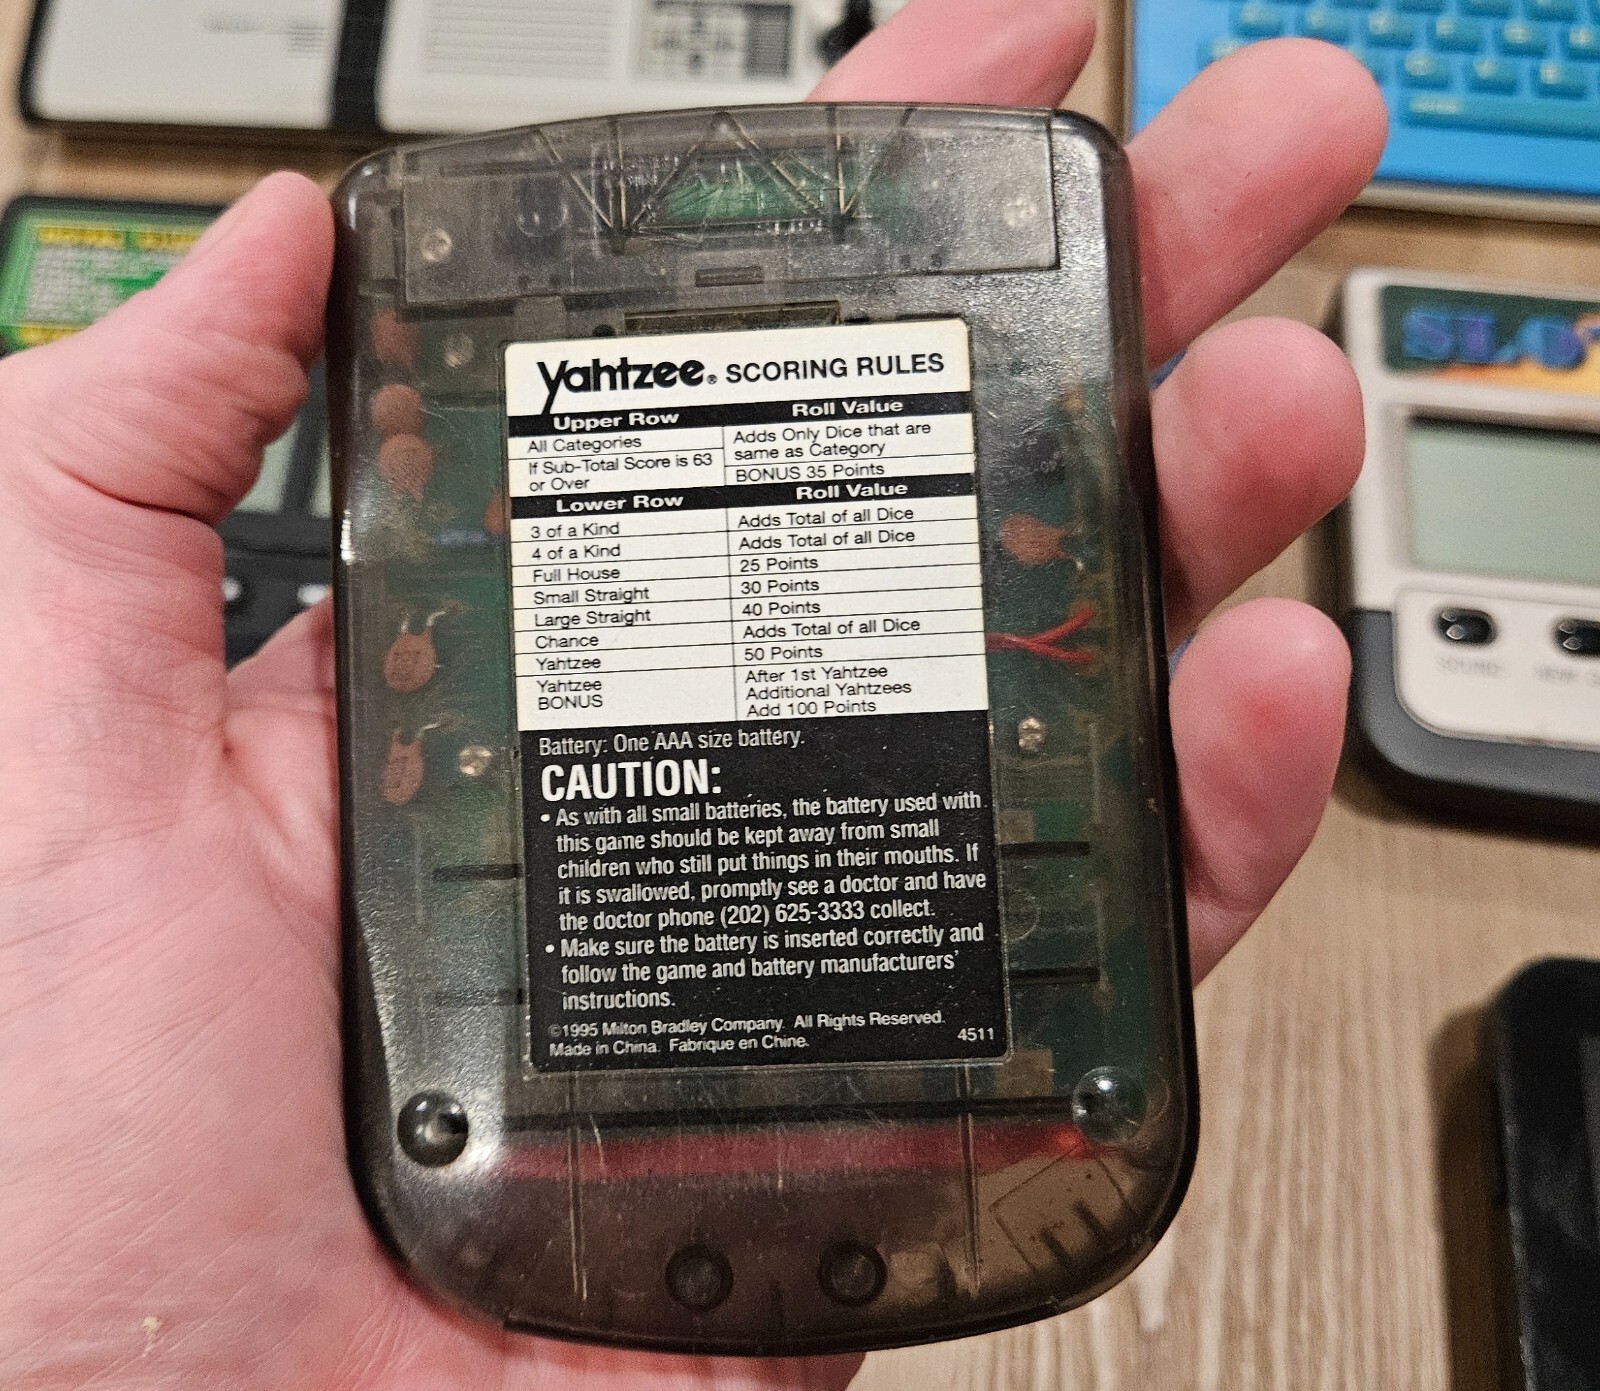 Yahtzee® SCORING RULES
Upper Row Roll Value
All Categories Adds Only Dice that are
same as Category
If Sub-Total Score is 63
or Over BONUS 35 Points
Lower Row Roll Value
3 of a Kind Adds Total of all Dice
4 of a Kind Adds Total of all Dice
Full House 25 Points
Small Straight 30 Points
Large Straight 40 Points
Chance Adds Total of all Dice
Yahtzee 50 Points
Yahtzee After 1st Yahtzee
BONUS Additional Yahtzees
Add 100 Points
Battery: One AAA size battery.
CAUTION:
• As with all small batteries, the battery used with
this game should be kept away from small
children who still put things in their mouths. If
it is swallowed, promptly see a doctor and have
the doctor phone (202) 625-3333 collect.
• Make sure the battery is inserted correctly and
follow the game and battery manufacturers'
instructions.
©1995 Milton Bradley Company. All Rights Reserved.
Made in China. Fabrique en Chine. 4511
SOUND